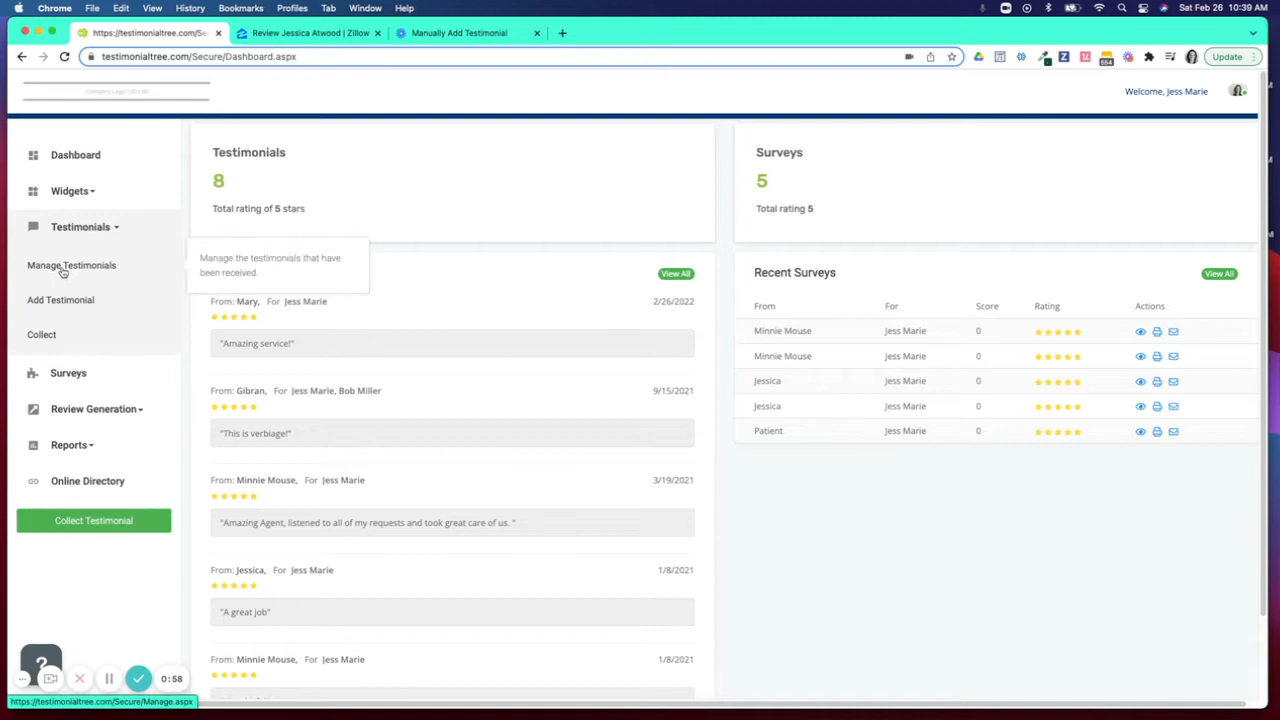 Chrome File Edit View History Bookmarks Profiles Tab Window Help
Sat Feb 26 10:39 AM
https://testimonialtree.com/Sec
Review Jessica Atwood | Zillow
Manually Add Testimonial
testimonialtree.com/Secure/Dashboard.aspx
554
Update
Welcome, Jess Marie
Dashboard
Widgets
Testimonials
Manage Testimonials
Add Testimonial
Collect
Surveys
Review Generation
Reports
Online Directory
Collect Testimonial
Testimonials
8
Total rating of 5 stars
Manage the testimonials that have
been received.
View All
From: Mary, For Jess Marie 2/26/2022
"Amazing service!"
From: Gibran, For Jess Marie, Bob Miller 9/15/2021
"This is verbiage!"
From: Minnie Mouse, For Jess Marie 3/19/2021
"Amazing Agent, listened to all of my requests and took great care of us. "
From: Jessica, For Jess Marie 1/8/2021
"A great job"
From: Minnie Mouse, For Jess Marie 1/8/2021
Surveys
5
Total rating 5
Recent Surveys
View All
From For Score Rating Actions
Minnie Mouse Jess Marie 0
Minnie Mouse Jess Marie 0
Jessica Jess Marie 0
Jessica Jess Marie 0
Patient Jess Marie 0
?
0:58
https://testimonialtree.com/Secure/Manage.aspx